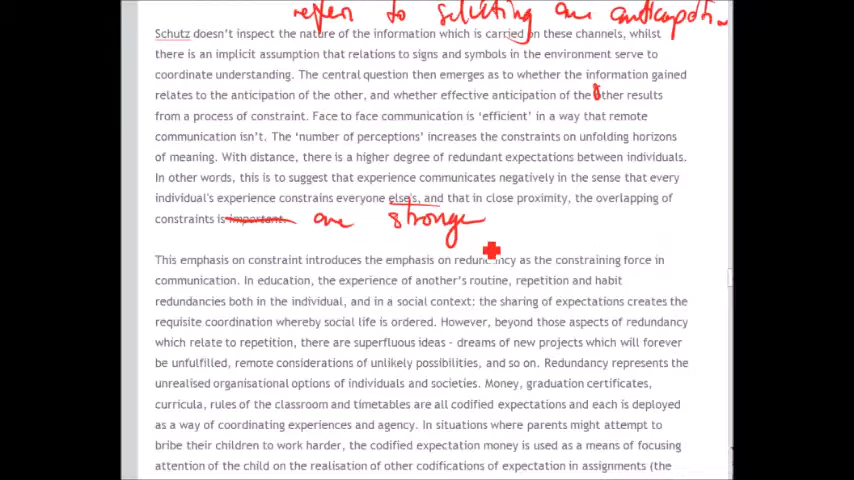 refers to selecting one anticipation
Schutz doesn't inspect the nature of the information which is carried on these channels, whilst
there is an implicit assumption that relations to signs and symbols in the environment serve to
coordinate understanding. The central question then emerges as to whether the information gained
relates to the anticipation of the other, and whether effective anticipation of the other results
from a process of constraint. Face to face communication is 'efficient' in a way that remote
communication isn't. The 'number of perceptions' increases the constraints on unfolding horizons
of meaning. With distance, there is a higher degree of redundant expectations between individuals.
In other words, this is to suggest that experience communicates negatively in the sense that every
individual's experience constrains everyone else's, and that in close proximity, the overlapping of
constraints is important. are stronge
This emphasis on constraint introduces the emphasis on redundancy as the constraining force in
communication. In education, the experience of another's routine, repetition and habit
redundancies both in the individual, and in a social context: the sharing of expectations creates the
requisite coordination whereby social life is ordered. However, beyond those aspects of redundancy
which relate to repetition, there are superfluous ideas - dreams of new projects which will forever
be unfulfilled, remote considerations of unlikely possibilities, and so on. Redundancy represents the
unrealised organisational options of individuals and societies. Money, graduation certificates,
curricula, rules of the classroom and timetables are all codified expectations and each is deployed
as a way of coordinating experiences and agency. In situations where parents might attempt to
bribe their children to work harder, the codified expectation money is used as a means of focusing
attention of the child on the realisation of other codifications of expectation in assignments (the